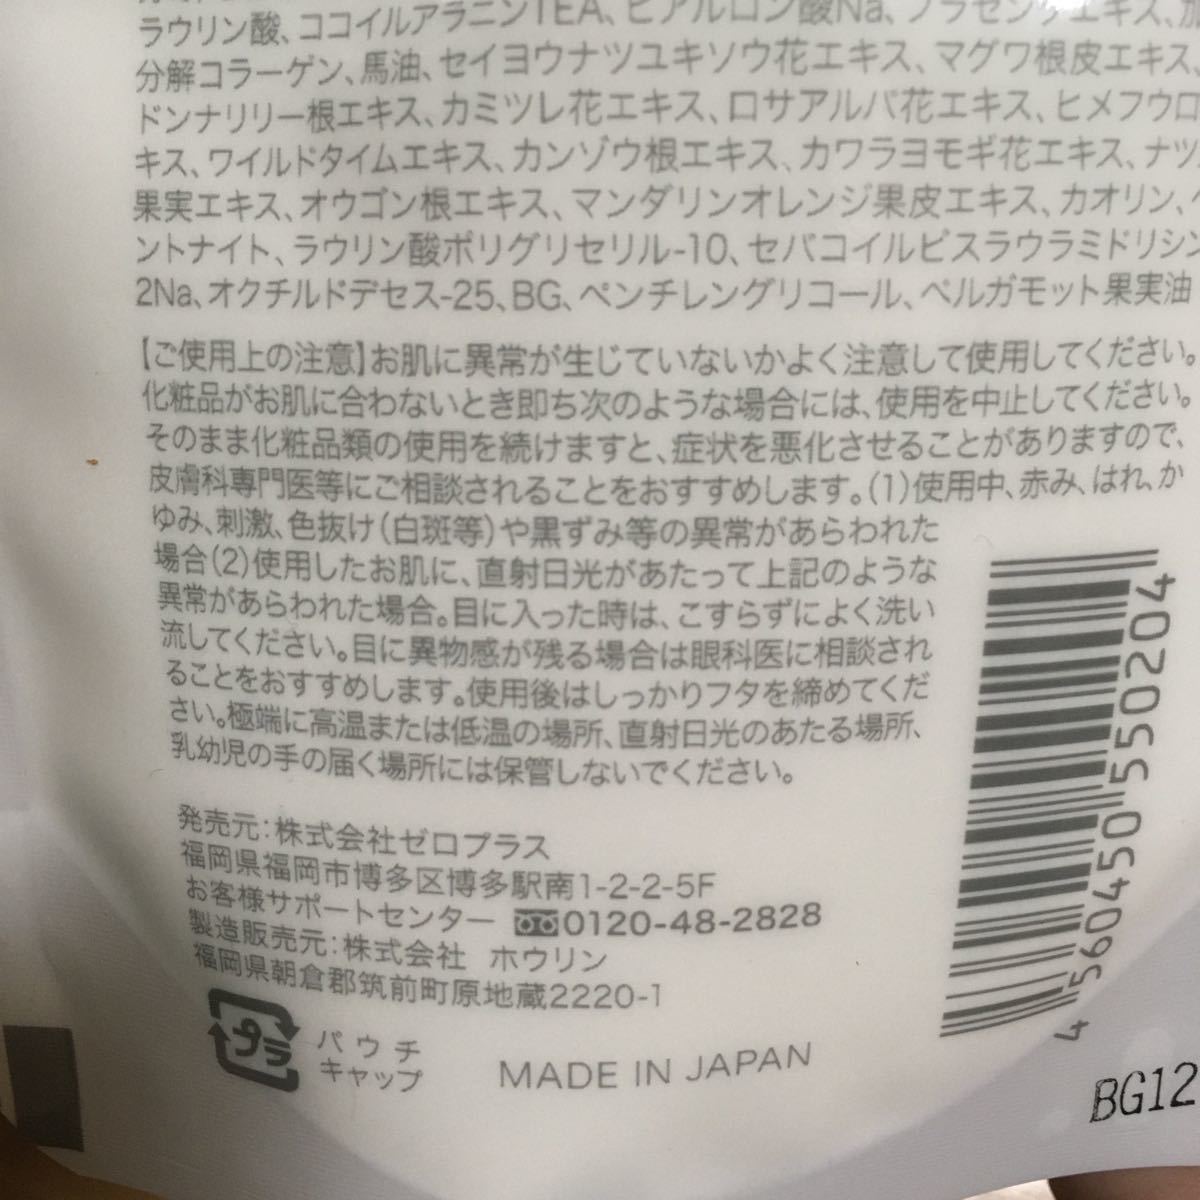 ラウリン酸、ココイルアラニンTEA、ヒアルロン酸Na、プラセンタエキス、加
分解コラーゲン、馬油、セイヨウナツユキソウ花エキス、マグワ根皮エキス、
ドンナリリー根エキス、カミツレ花エキス、ロサアルバ花エキス、ヒメフウロ
キス、ワイルドタイムエキス、カンゾウ根エキス、カワラヨモギ花エキス、ナツ
果実エキス、オウゴン根エキス、マンダリンオレンジ果皮エキス、カオリン、
ントナイト、ラウリン酸ポリグリセリル-10、セバコイルビスラウラミドリシン
2Na、オクチルドデセス-25、BG、ペンチレングリコール、ベルガモット果実油
【ご使用上の注意】お肌に異常が生じていないかよく注意して使用してください。
化粧品がお肌に合わないとき即ち次のような場合には、使用を中止してください。
そのまま化粧品類の使用を続けますと、症状を悪化させることがありますので、
皮膚科専門医等にご相談されることをおすすめします。(1)使用中、赤み、はれ、か
ゆみ、刺激、色抜け(白斑等)や黒ずみ等の異常があらわれた
場合(2)使用したお肌に、直射日光があたって上記のような
異常があらわれた場合。目に入った時は、こすらずによく洗い
流してください。目に異物感が残る場合は眼科医に相談され
ることをおすすめします。使用後はしっかりフタを締めてくだ
さい。極端に高温または低温の場所、直射日光のあたる場所、
乳幼児の手の届く場所には保管しないでください。
発売元:株式会社ゼロプラス
福岡県福岡市博多区博多駅南1-2-2-5F
お客様サポートセンター 0120-48-2828
製造販売元:株式会社 ホウリン
福岡県朝倉郡筑前町原地蔵2220-1
プラ
パウチ
キャップ
MADE IN JAPAN
4560450550204
BG12